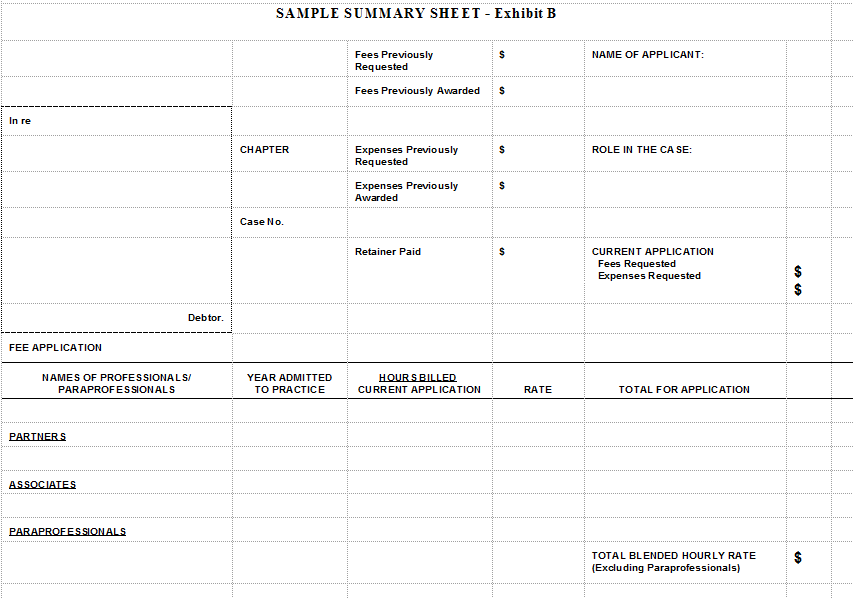 SAMPLE SUMMARY SHEET - Exhibit B
Fees Previously
Requested
$
NAME OF APPLICANT:
Fees Previously Awarded
$
In re
CHAPTER
Expenses Previously
Requested
$
ROLE IN THE CASE:
Expenses Previously
Awarded
$
Case No.
Retainer Paid
$
CURRENT APPLICATION
Fees Requested
Expenses Requested
$
$
Debtor.
FEE APPLICATION
NAMES OF PROFESSIONALS/
PARAPROFESSIONALS
YEAR ADMITTED
TO PRACTICE
HOURS BILLED
CURRENT APPLICATION
RATE
TOTAL FOR APPLICATION
PARTNERS
ASSOCIATES
PARAPROFESSIONALS
TOTAL BLENDED HOURLY RATE
(Excluding Paraprofessionals)
$